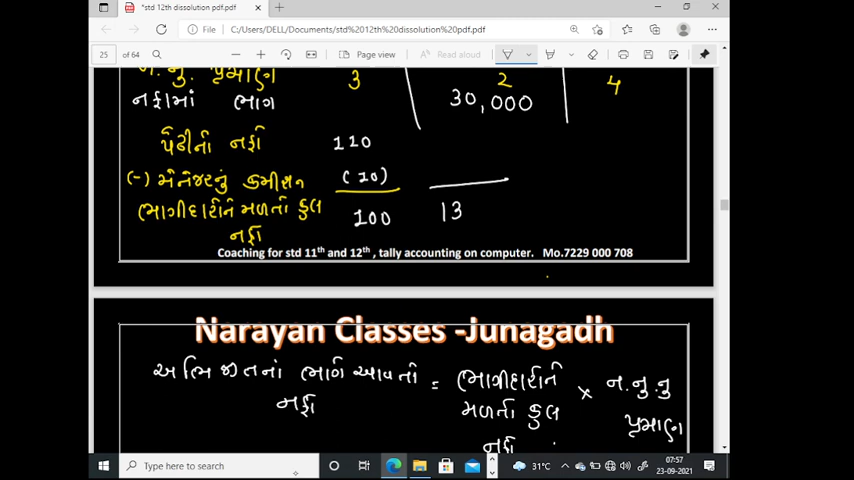 *std 12th dissolution pdf.pdf
File
C:/Users/DELL/Documents/std%2012th%20dissolution%20pdf.pdf
25 of 64
Page view
Read aloud
ન. નુ. પ્રમાણ 3 2 4
નફામાં ભાગ 30,000
પેઢીનો નફો 110
(-) મેનેજરનું કમીશન (10)
ભાગીદારોને મળતો કુલ 100 13
નફો
Coaching for std 11th and 12th , tally accounting on computer. Mo.7229 000 708
Narayan Classes -Junagadh
અભિજીતનાં ભાગે આવતો = ભાગીદારોને × ન.નુ.નુ
નફો મળતો કુલ પ્રમાણ
નફો
Type here to search
31°C
07:57
23-09-2021